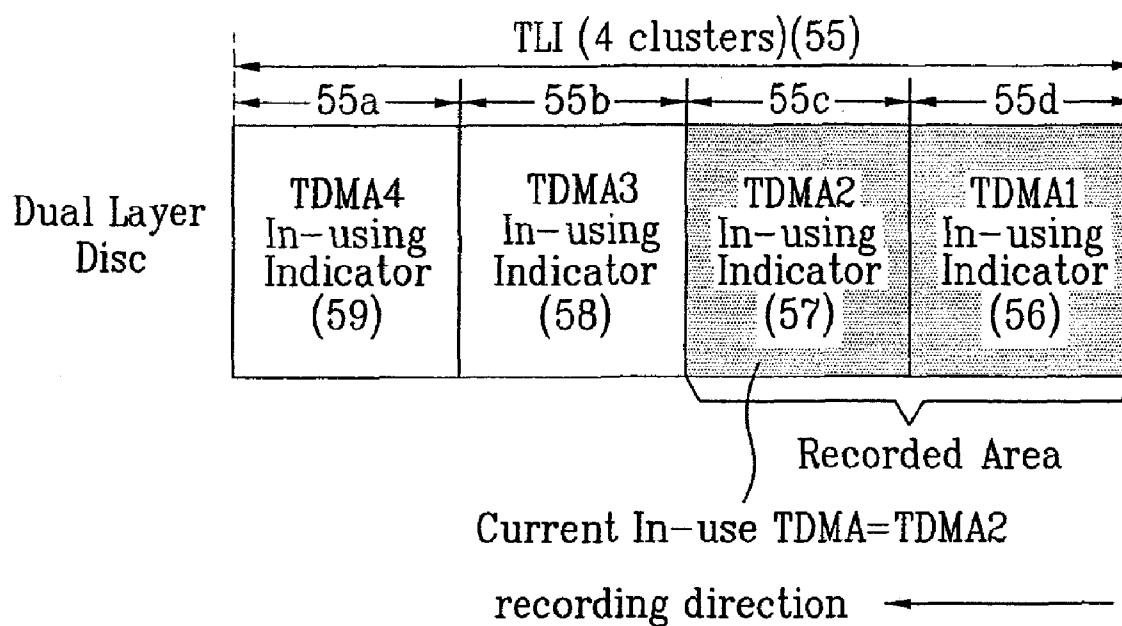 TLI (4 clusters)(55)
55a 55b 55c 55d
Dual Layer
Disc
TDMA4
In-using
Indicator
(59)
TDMA3
In-using
Indicator
(58)
TDMA2
In-using
Indicator
(57)
TDMA1
In-using
Indicator
(56)
Recorded Area
Current In-use TDMA=TDMA2
recording direction